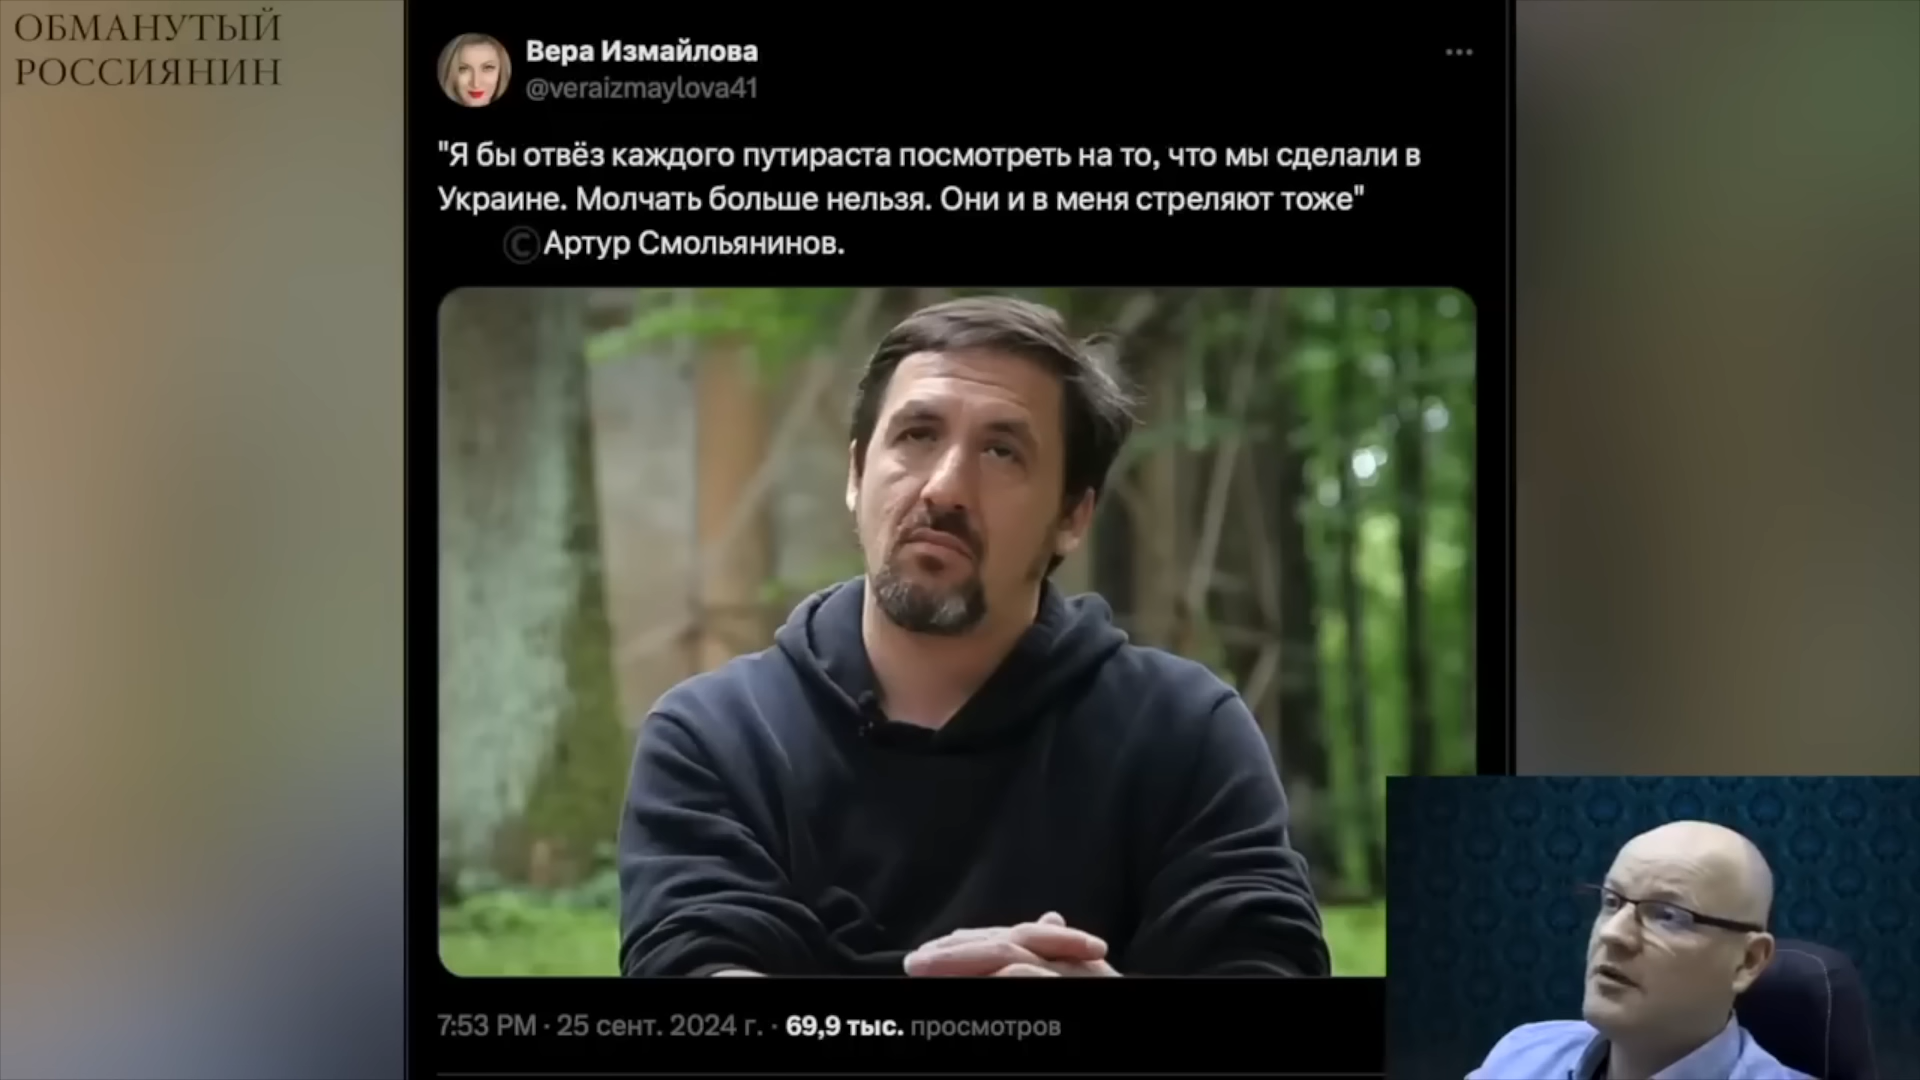 ОБМАНУТЫЙ
РОССИЯНИН
Вера Измайлова
@veraizmaylova41
"Я бы отвёз каждого путираста посмотреть на то, что мы сделали в
Украине. Молчать больше нельзя. Они и в меня стреляют тоже"
©Артур Смольянинов.
7:53 PM · 25 сент. 2024 г. · 69,9 тыс. просмотров